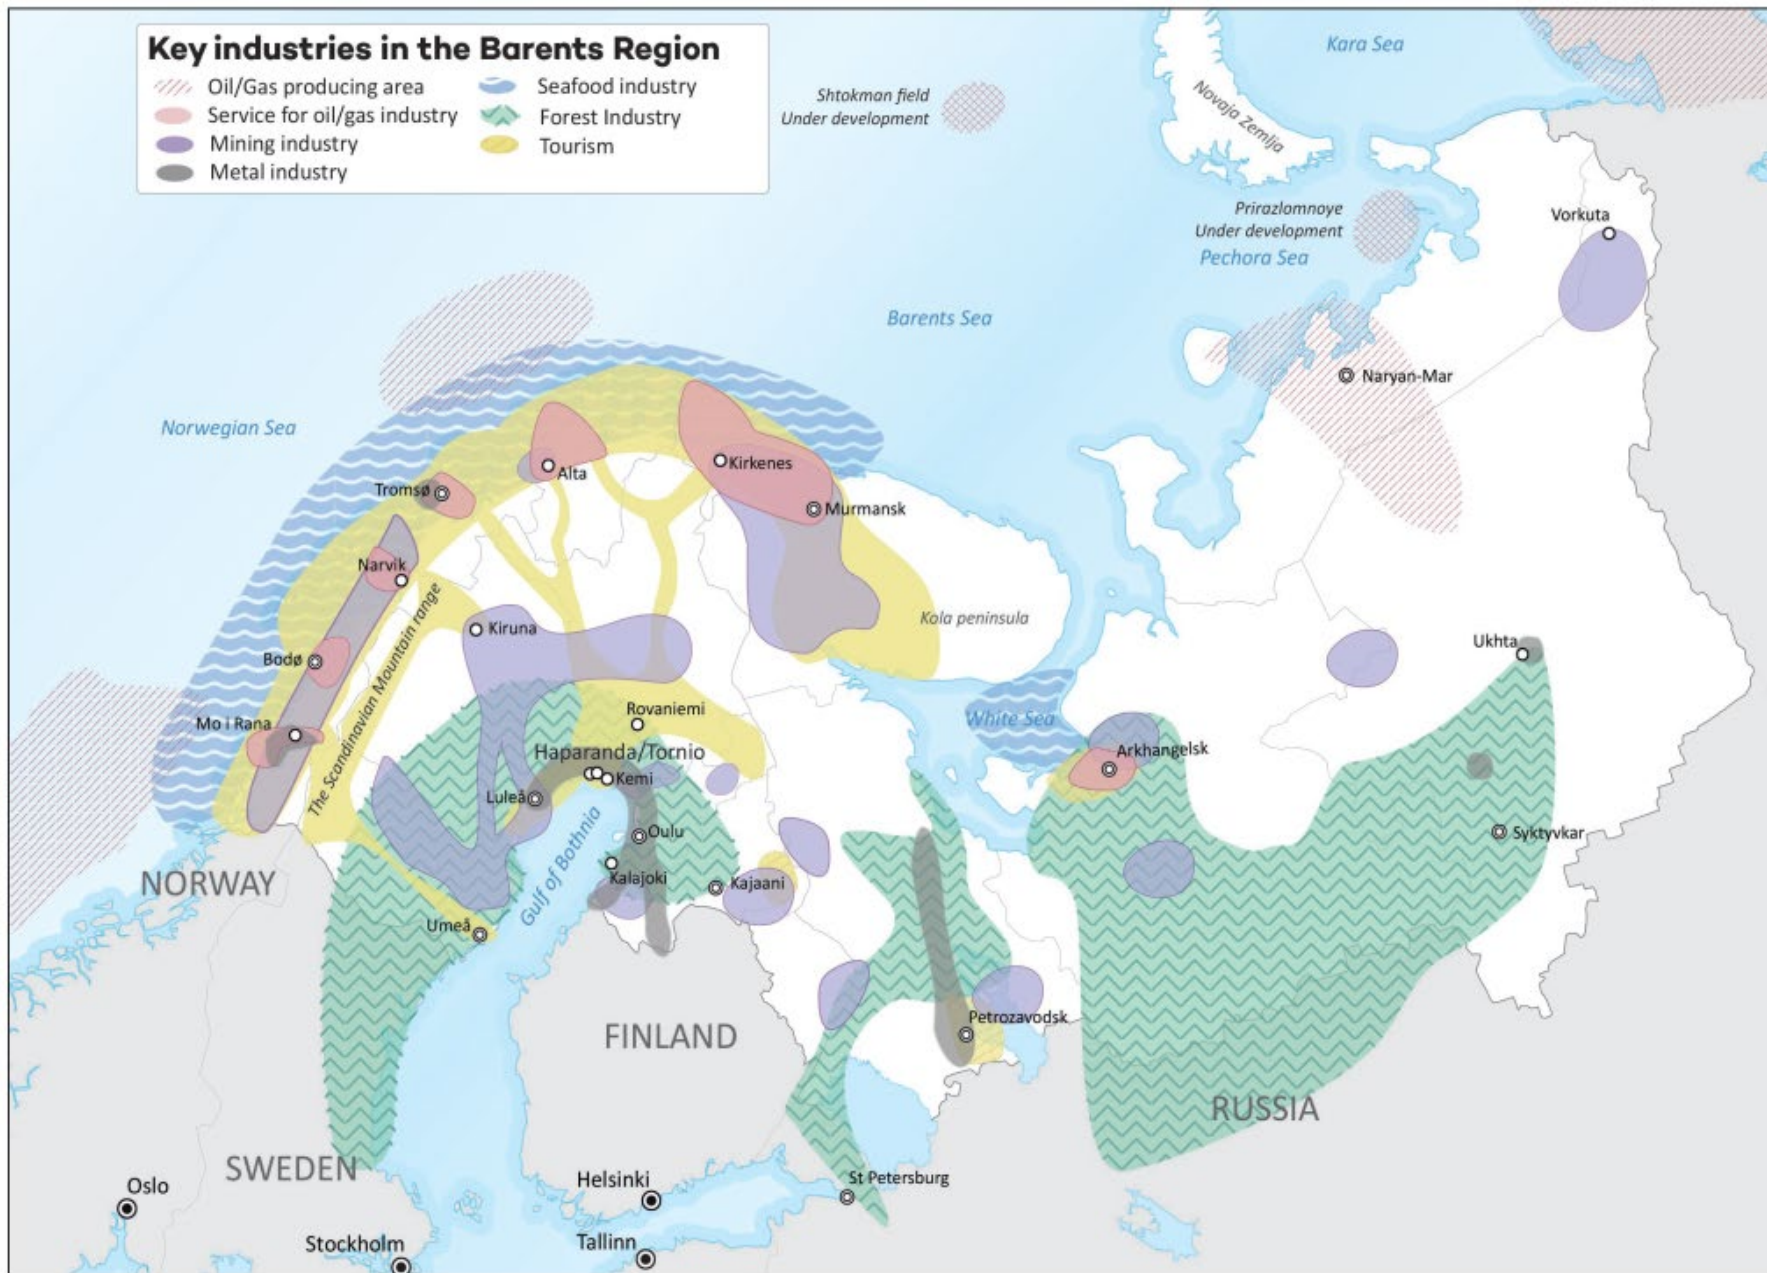 Key industries in the Barents Region
Oil/Gas producing area
Service for oil/gas industry
Mining industry
Metal industry
Seafood industry
Forest Industry
Tourism
Shtokman field
Under development
Kara Sea
Novaja Zemlja
Prirazlomnoye
Under development
Pechora Sea
Vorkuta
Barents Sea
Naryan-Mar
Norwegian Sea
Alta
Kirkenes
Tromsø
Murmansk
Narvik
The Scandinavian Mountain range
Kiruna
Kola peninsula
Bodø
Ukhta
Mo i Rana
Rovaniemi
White Sea
Haparanda/Tornio
Arkhangelsk
Kemi
Luleå
Oulu
Syktyvkar
Gulf of Bothnia
Kalajoki
Kajaani
NORWAY
Umeå
Petrozavodsk
FINLAND
RUSSIA
SWEDEN
St Petersburg
Helsinki
Oslo
Stockholm
Tallinn